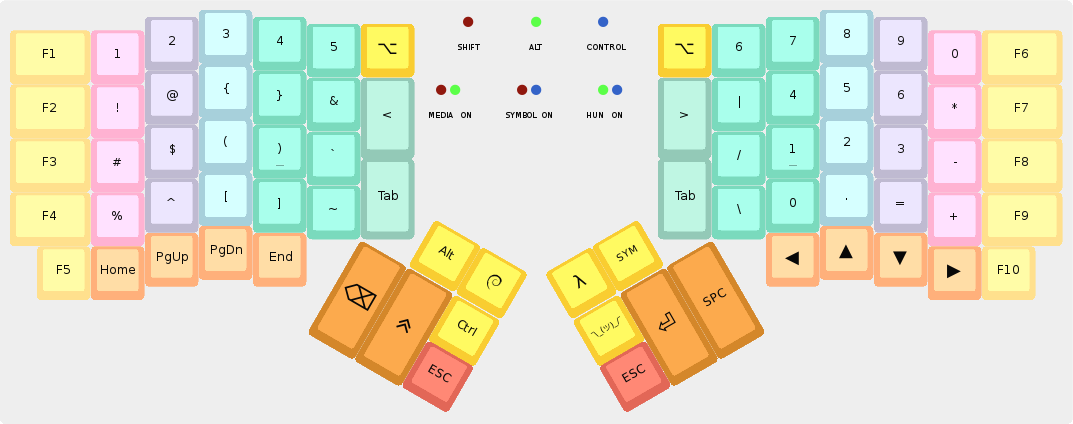 F1 1 2 3 4 5 ⌥ SHIFT ALT CONTROL ⌥ 6 7 8 9 0 F6
F2 ! @ { } & < MEDIA ON SYMBOL ON HUN ON > | 4 5 6 * F7
F3 # $ ( ) _ ` / 1 _ 2 3 - F8
F4 % ^ [ ] ~ Tab Tab \ 0 . = + F9
F5 Home PgUp PgDn End ◀ ▲ ▼ ▶ F10
Alt λ SYM
Ctrl ¯\_(ツ)_/¯ SPC
ESC ESC